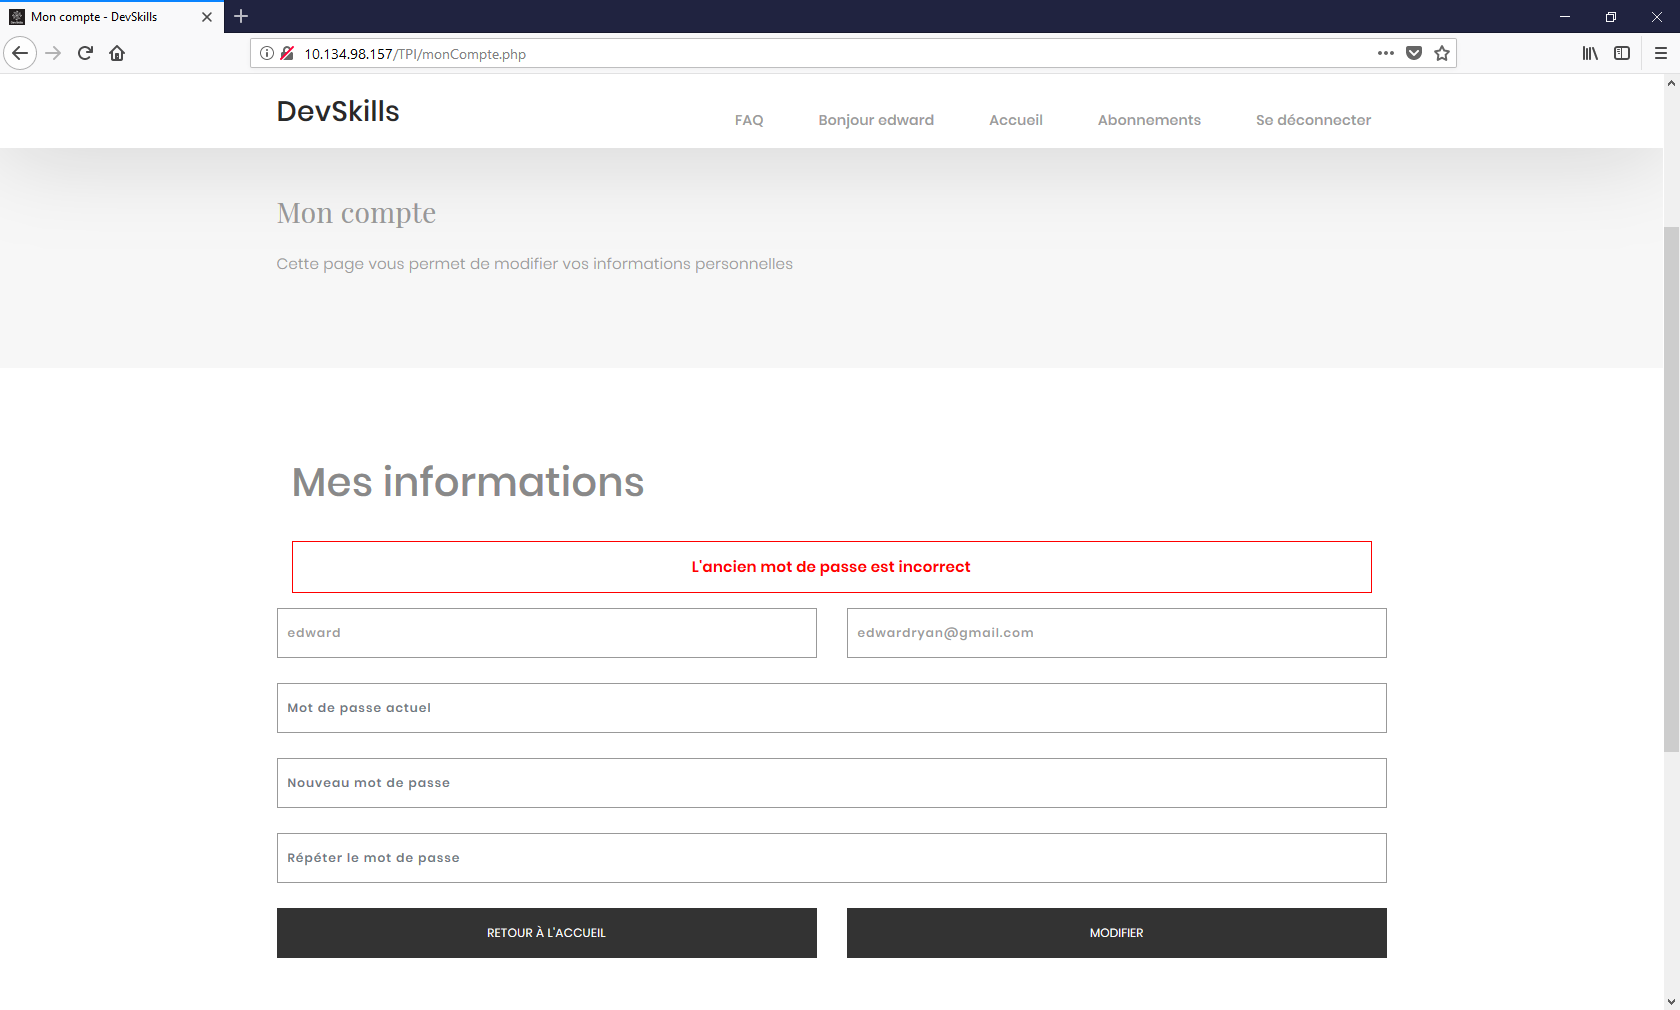 Mon compte - DevSkills
10.134.98.157/TPI/monCompte.php
DevSkills
FAQ
Bonjour edward
Accueil
Abonnements
Se déconnecter
Mon compte
Cette page vous permet de modifier vos informations personnelles
Mes informations
L'ancien mot de passe est incorrect
edward
edwardryan@gmail.com
Mot de passe actuel
Nouveau mot de passe
Répéter le mot de passe
RETOUR À L'ACCUEIL
MODIFIER